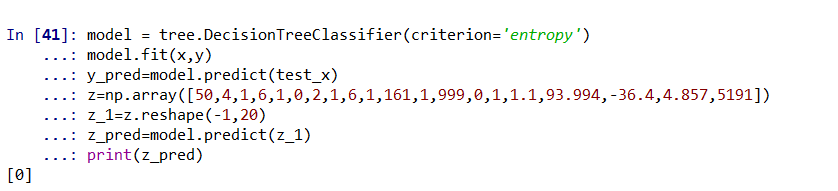 In [41]: model = tree.DecisionTreeClassifier(criterion='entropy')
...: model.fit(x,y)
...: y_pred=model.predict(test_x)
...: z=np.array([50,4,1,6,1,0,2,1,6,1,161,1,999,0,1,1.1,93.994,-36.4,4.857,5191])
...: z_1=z.reshape(-1,20)
...: z_pred=model.predict(z_1)
...: print(z_pred)
[0]